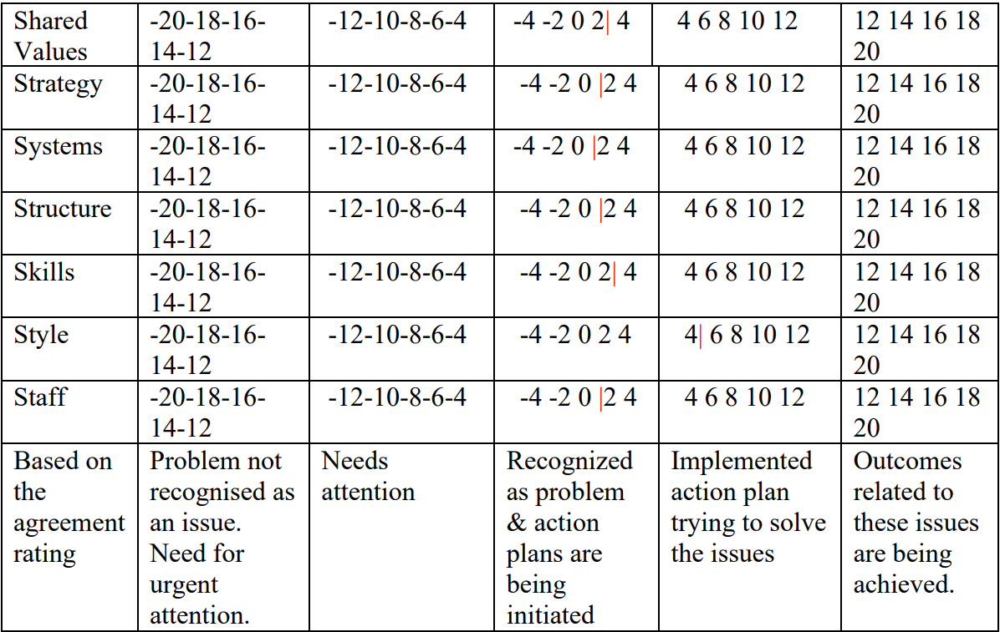 Shared Values -20-18-16-14-12 -12-10-8-6-4 -4 -2 0 2| 4 4 6 8 10 12 12 14 16 18 20
Strategy -20-18-16-14-12 -12-10-8-6-4 -4 -2 0 |2 4 4 6 8 10 12 12 14 16 18 20
Systems -20-18-16-14-12 -12-10-8-6-4 -4 -2 0 |2 4 4 6 8 10 12 12 14 16 18 20
Structure -20-18-16-14-12 -12-10-8-6-4 -4 -2 0 |2 4 4 6 8 10 12 12 14 16 18 20
Skills -20-18-16-14-12 -12-10-8-6-4 -4 -2 0 2| 4 4 6 8 10 12 12 14 16 18 20
Style -20-18-16-14-12 -12-10-8-6-4 -4 -2 0 2 4 4| 6 8 10 12 12 14 16 18 20
Staff -20-18-16-14-12 -12-10-8-6-4 -4 -2 0 |2 4 4 6 8 10 12 12 14 16 18 20
Based on
the
agreement
rating
Problem not
recognised as
an issue.
Need for
urgent
attention.
Needs
attention
Recognized
as problem
& action
plans are
being
initiated
Implemented
action plan
trying to solve
the issues
Outcomes
related to
these issues
are being
achieved.